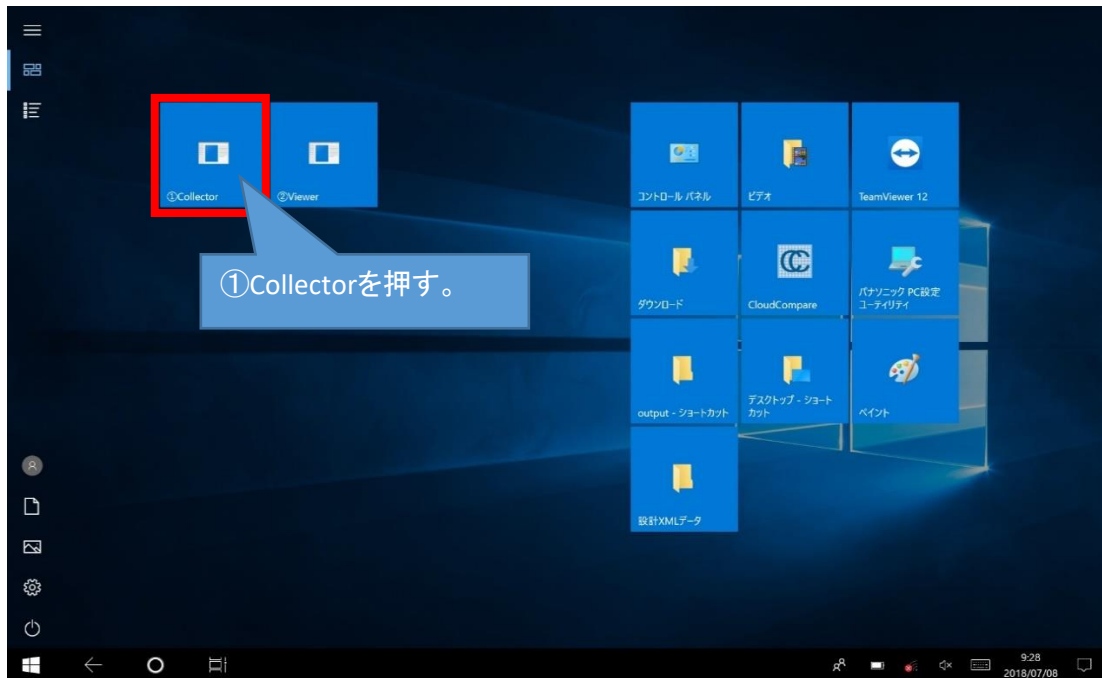 ①Collector
②Viewer
①Collectorを押す。
コントロール パネル
ビデオ
TeamViewer 12
ダウンロード
CloudCompare
パナソニック PC設定
ユーティリティ
output - ショートカット
デスクトップ - ショート
カット
ペイント
設計XMLデータ
9:28
2018/07/08